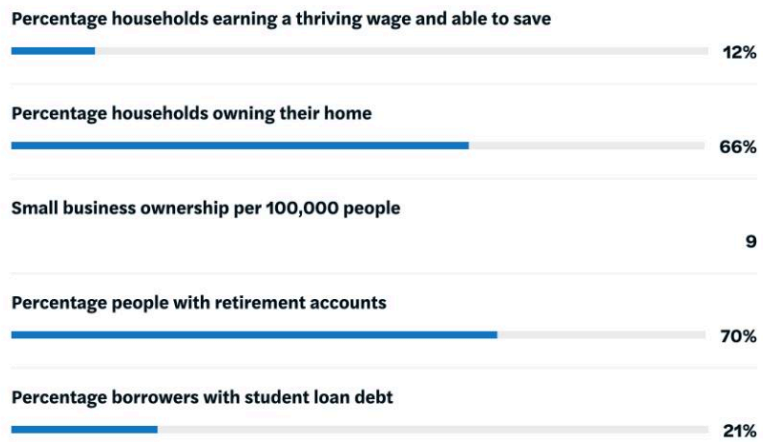 Percentage households earning a thriving wage and able to save
12%
Percentage households owning their home
66%
Small business ownership per 100,000 people
9
Percentage people with retirement accounts
70%
Percentage borrowers with student loan debt
21%